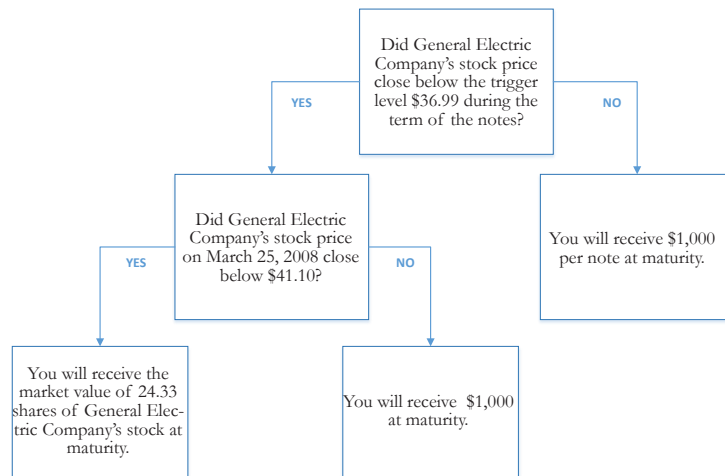 Did General Electric
Company's stock price
close below the trigger
level $36.99 during the
term of the notes?
YES
NO
Did General Electric
Company's stock price
on March 25, 2008 close
below $41.10?
You will receive $1,000
per note at maturity.
YES
NO
You will receive the
market value of 24.33
shares of General Elec-
tric Company's stock at
maturity.
You will receive $1,000
at maturity.